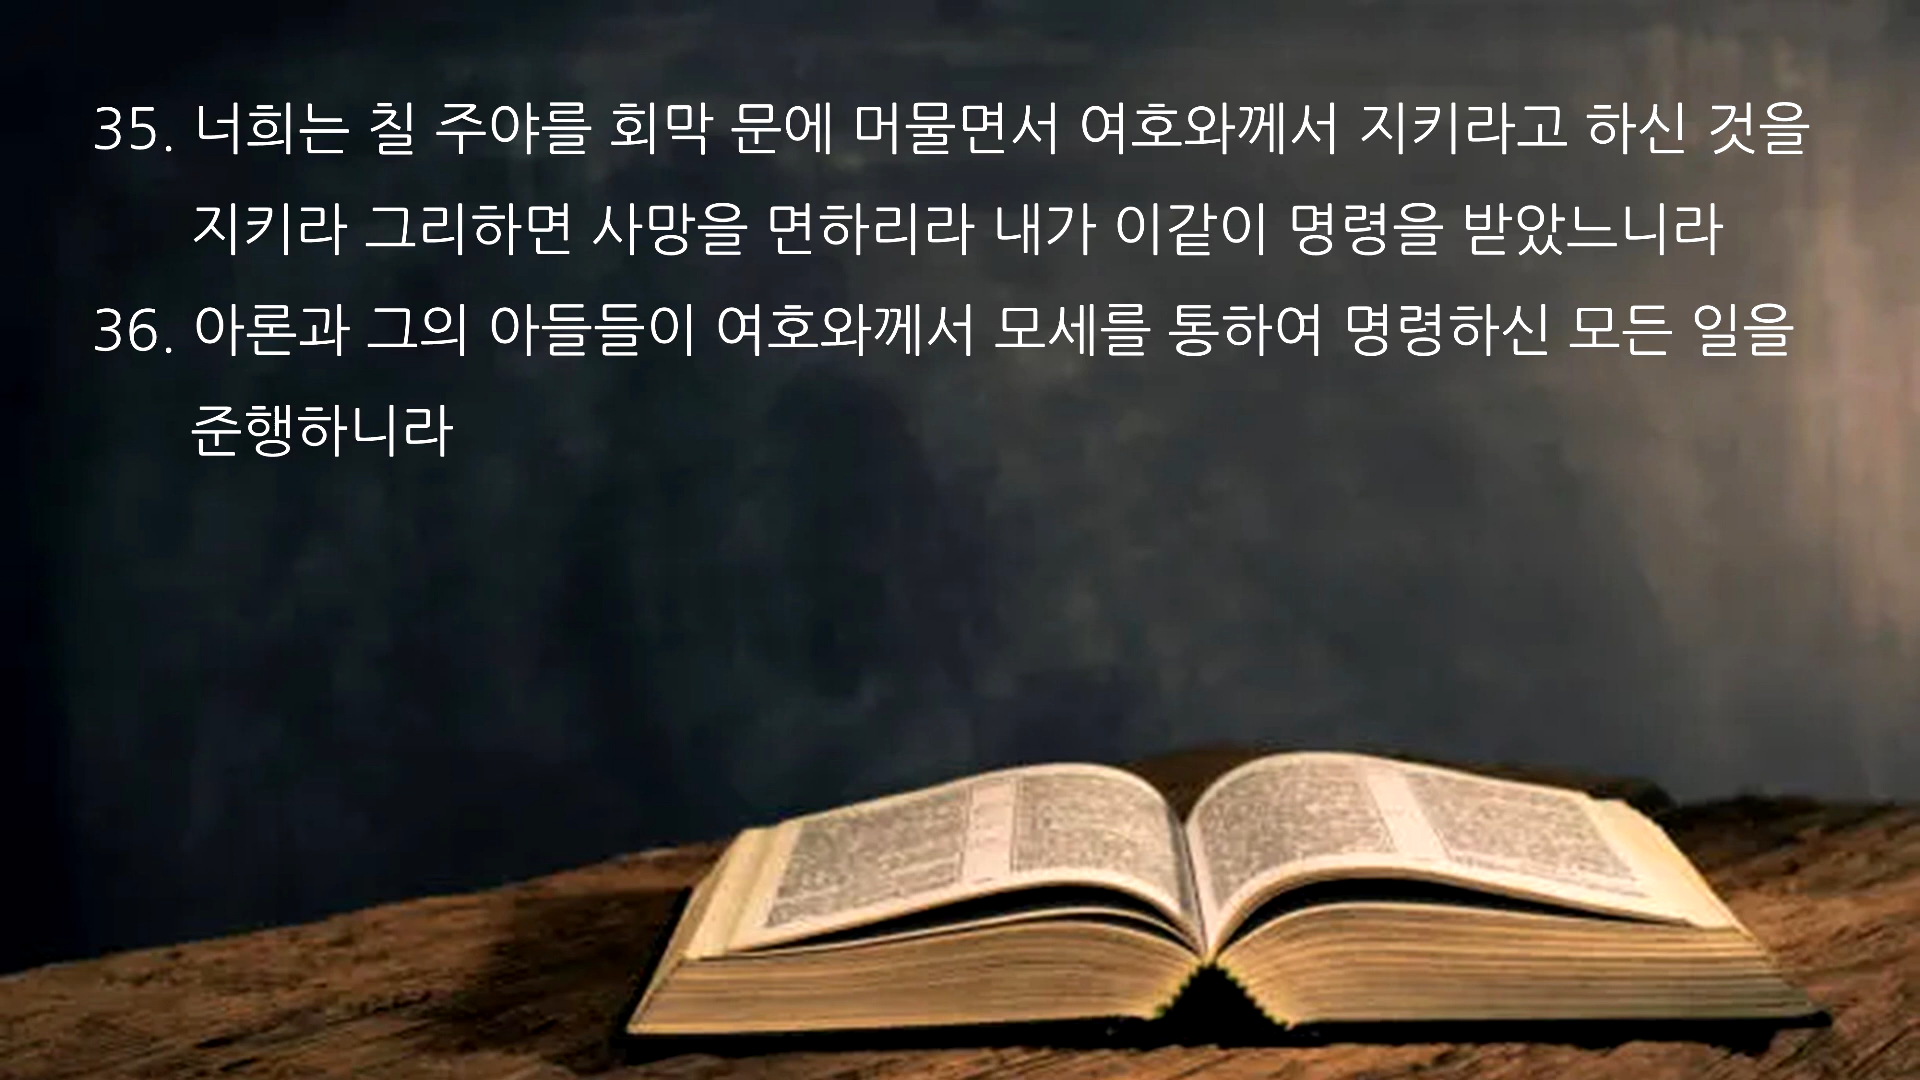 35. 너희는 칠 주야를 회막 문에 머물면서 여호와께서 지키라고 하신 것을
지키라 그리하면 사망을 면하리라 내가 이같이 명령을 받았느니라
36. 아론과 그의 아들들이 여호와께서 모세를 통하여 명령하신 모든 일을
준행하니라